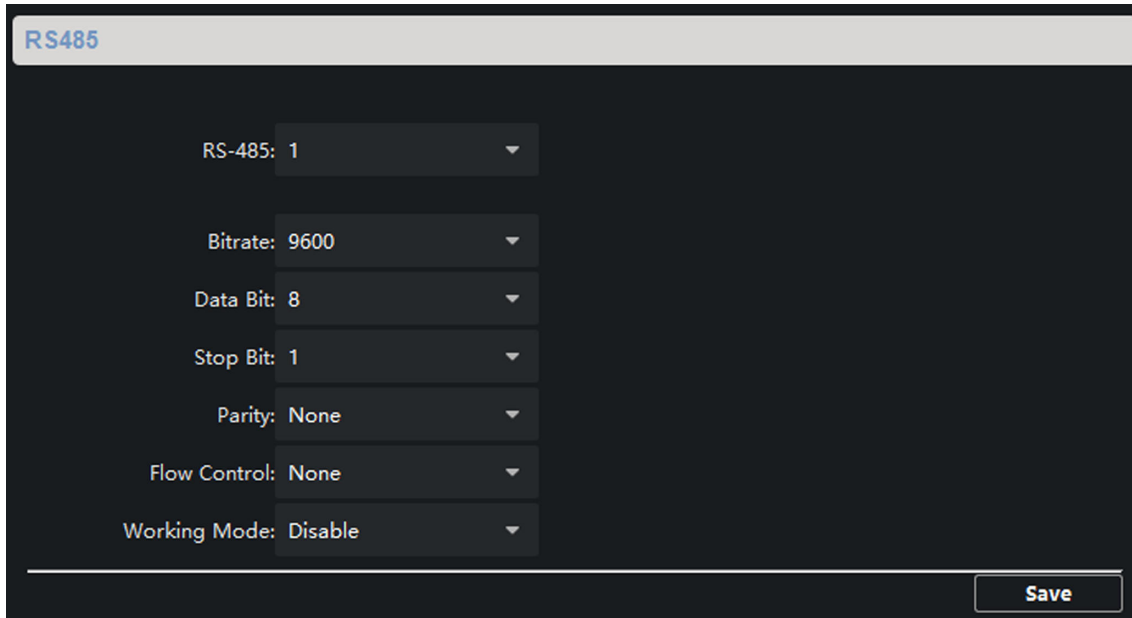 RS485
RS-485: 1
Bitrate: 9600
Data Bit: 8
Stop Bit: 1
Parity: None
Flow Control: None
Working Mode: Disable
Save